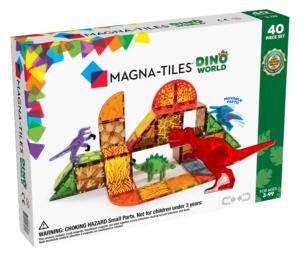 40
PIECE SET
MAGNA-TILES® DINO
WORLD
MOVABLE
PARTS!
FOR AGES
3-99
WARNING:
CHOKING HAZARD Small Parts. Not for children under 3 years.